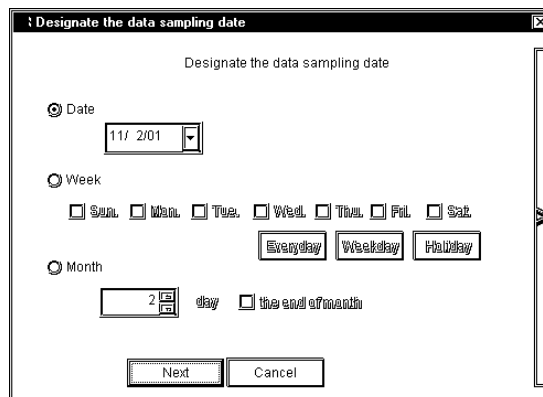 Designate the data sampling date
Designate the data sampling date
Date
11/ 2/01
Week
Sun. Mon. Tue. Wed. Thu. Fri. Sat.
Everyday Weekday Holiday
Month
2 day the end of month
Next Cancel